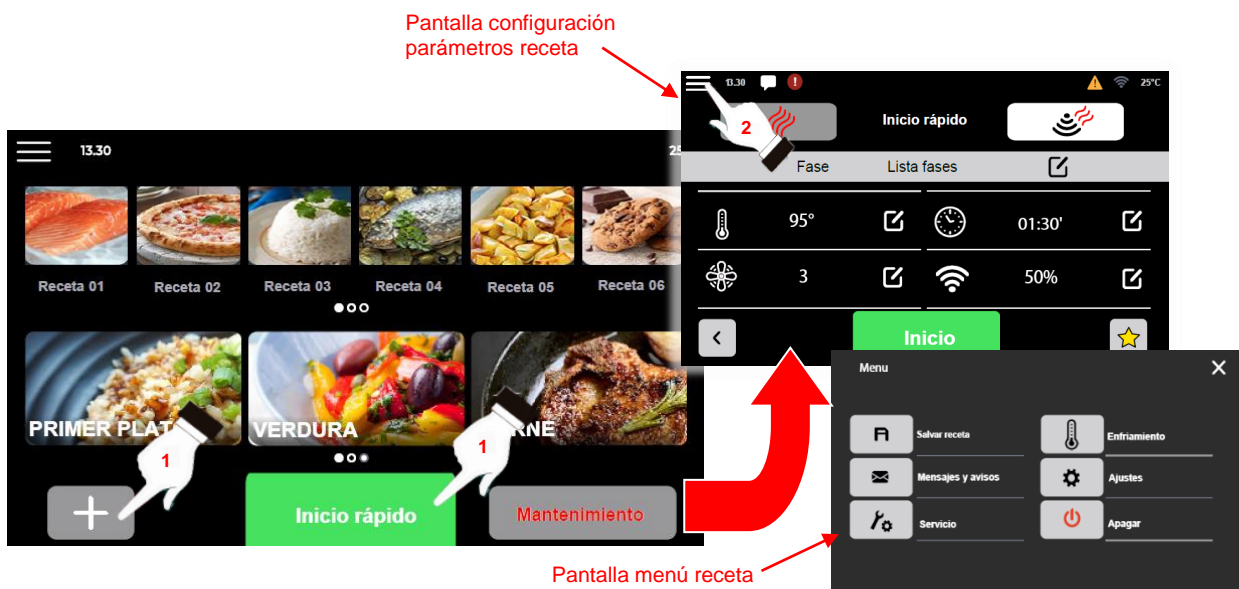 Pantalla configuración
parámetros receta
13.30
25°C
2
Inicio rápido
Fase
Lista fases
95°
01:30'
3
50%
Inicio
13.30
Receta 01
Receta 02
Receta 03
Receta 04
Receta 05
Receta 06
PRIMER PLAT
VERDURA
1
1
Inicio rápido
Mantenimiento
Menu
Salvar receta
Enfriamiento
Mensajes y avisos
Ajustes
Servicio
Apagar
Pantalla menú receta